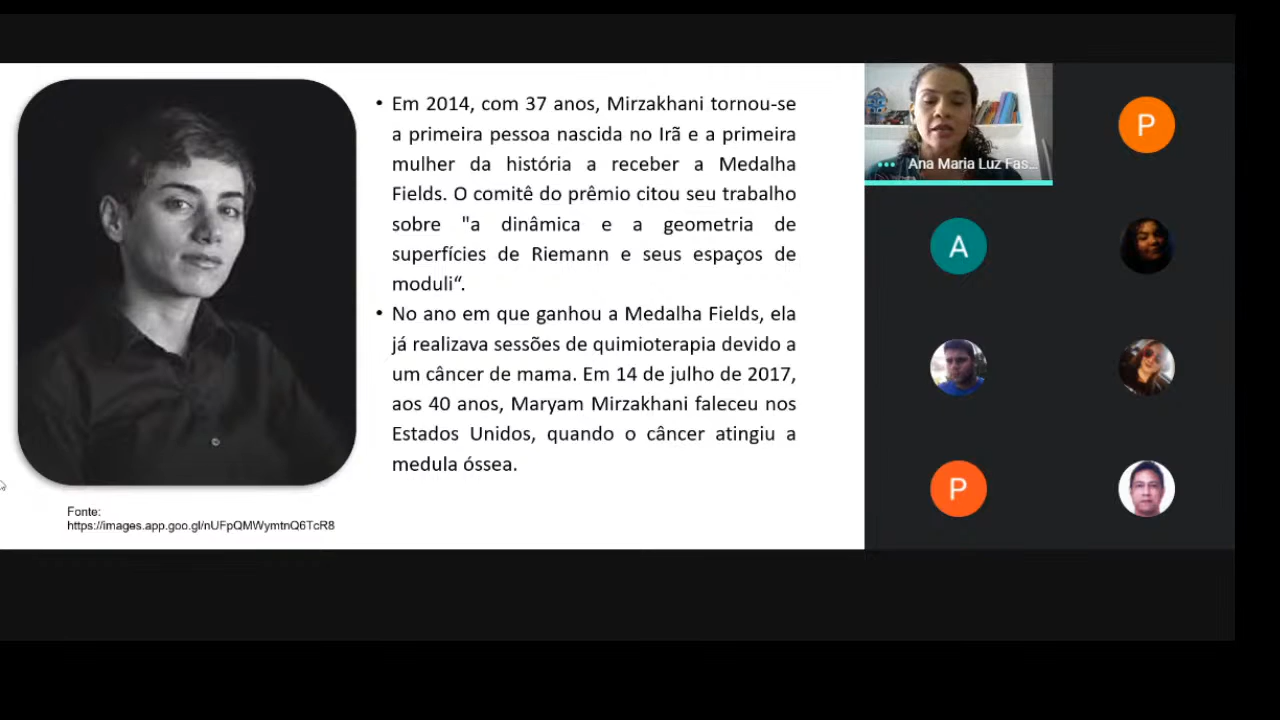 • Em 2014, com 37 anos, Mirzakhani tornou-se
a primeira pessoa nascida no Irã e a primeira
mulher da história a receber a Medalha
Fields. O comitê do prêmio citou seu trabalho
sobre "a dinâmica e a geometria de
superfícies de Riemann e seus espaços de
moduli“.
• No ano em que ganhou a Medalha Fields, ela
já realizava sessões de quimioterapia devido a
um câncer de mama. Em 14 de julho de 2017,
aos 40 anos, Maryam Mirzakhani faleceu nos
Estados Unidos, quando o câncer atingiu a
medula óssea.
Fonte:
https://images.app.goo.gl/nUFpQMWymtnQ6TcR8
Ana Maria Luz Fas...
P
A
P